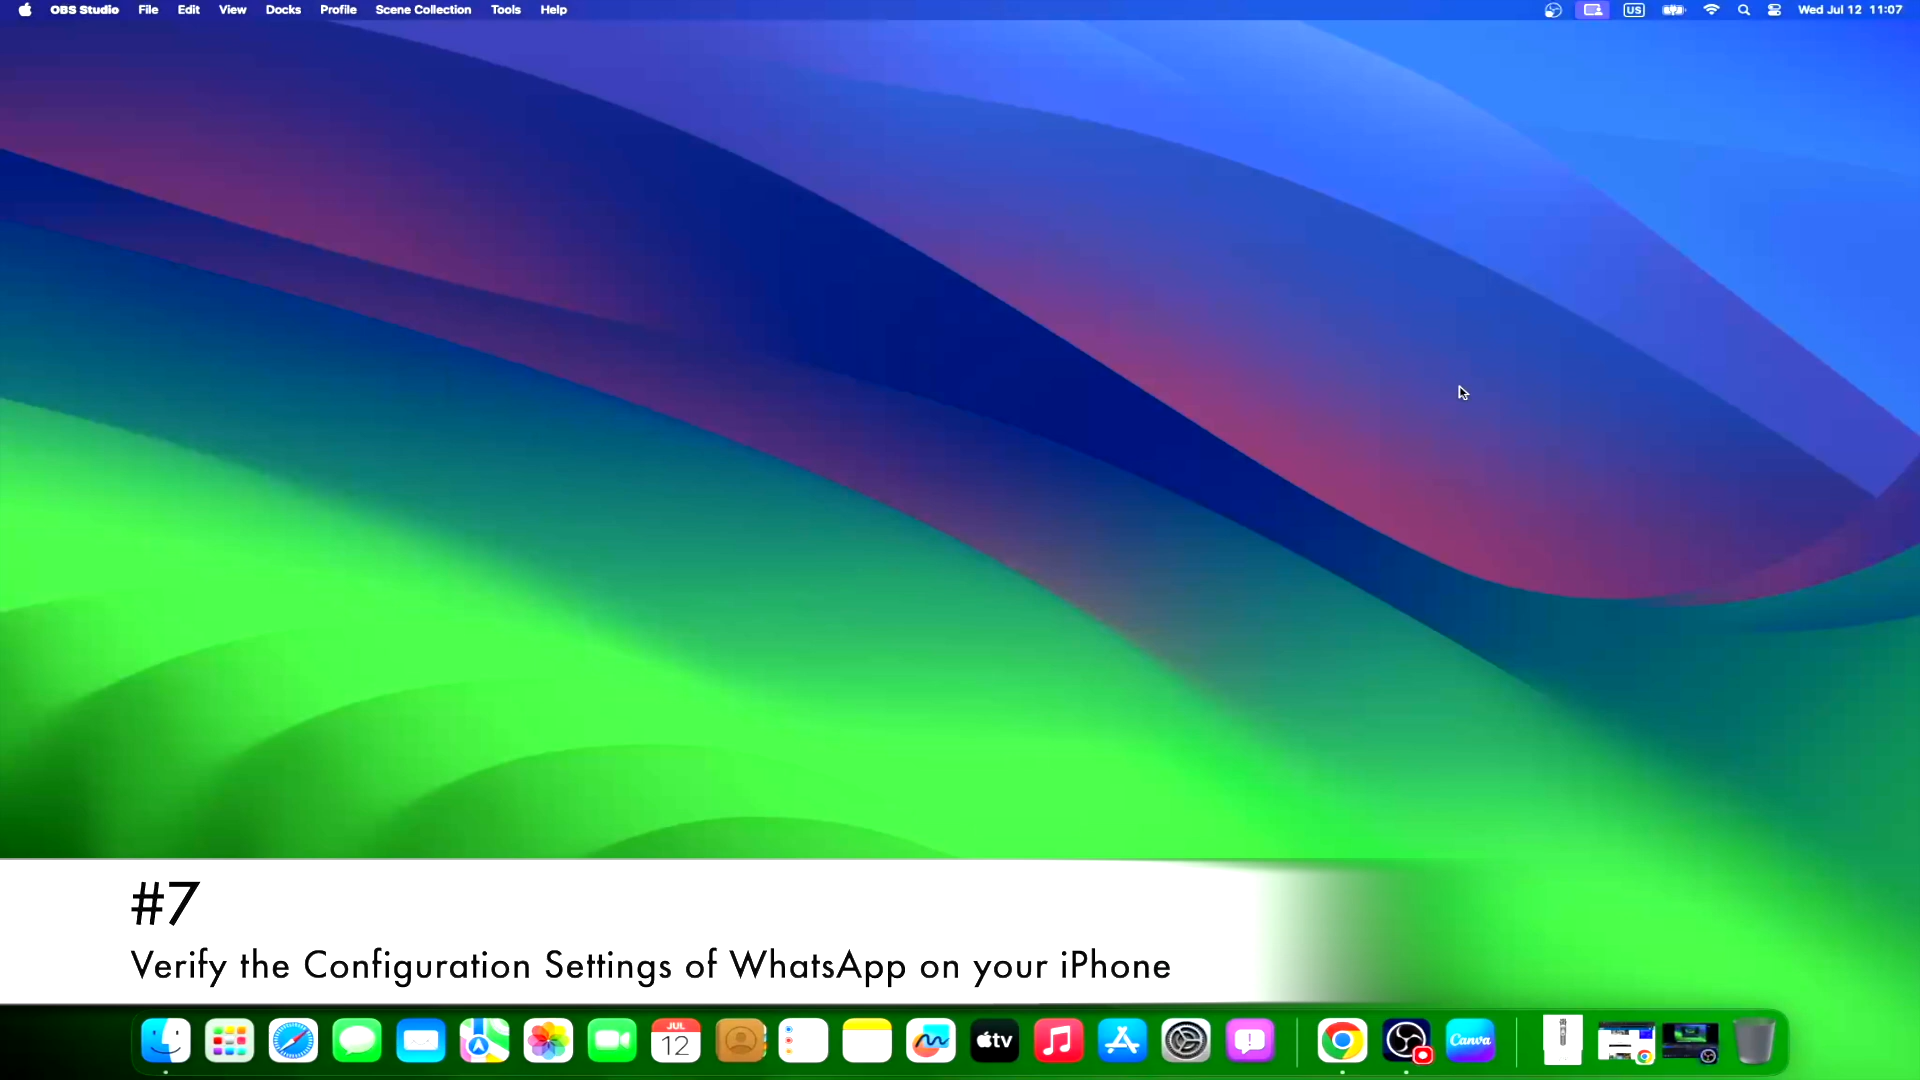 OBS Studio File Edit View Docks Profile Scene Collection Tools Help US Wed Jul 12 11:07
#7
Verify the Configuration Settings of WhatsApp on your iPhone
JUL
12
tv
Canva